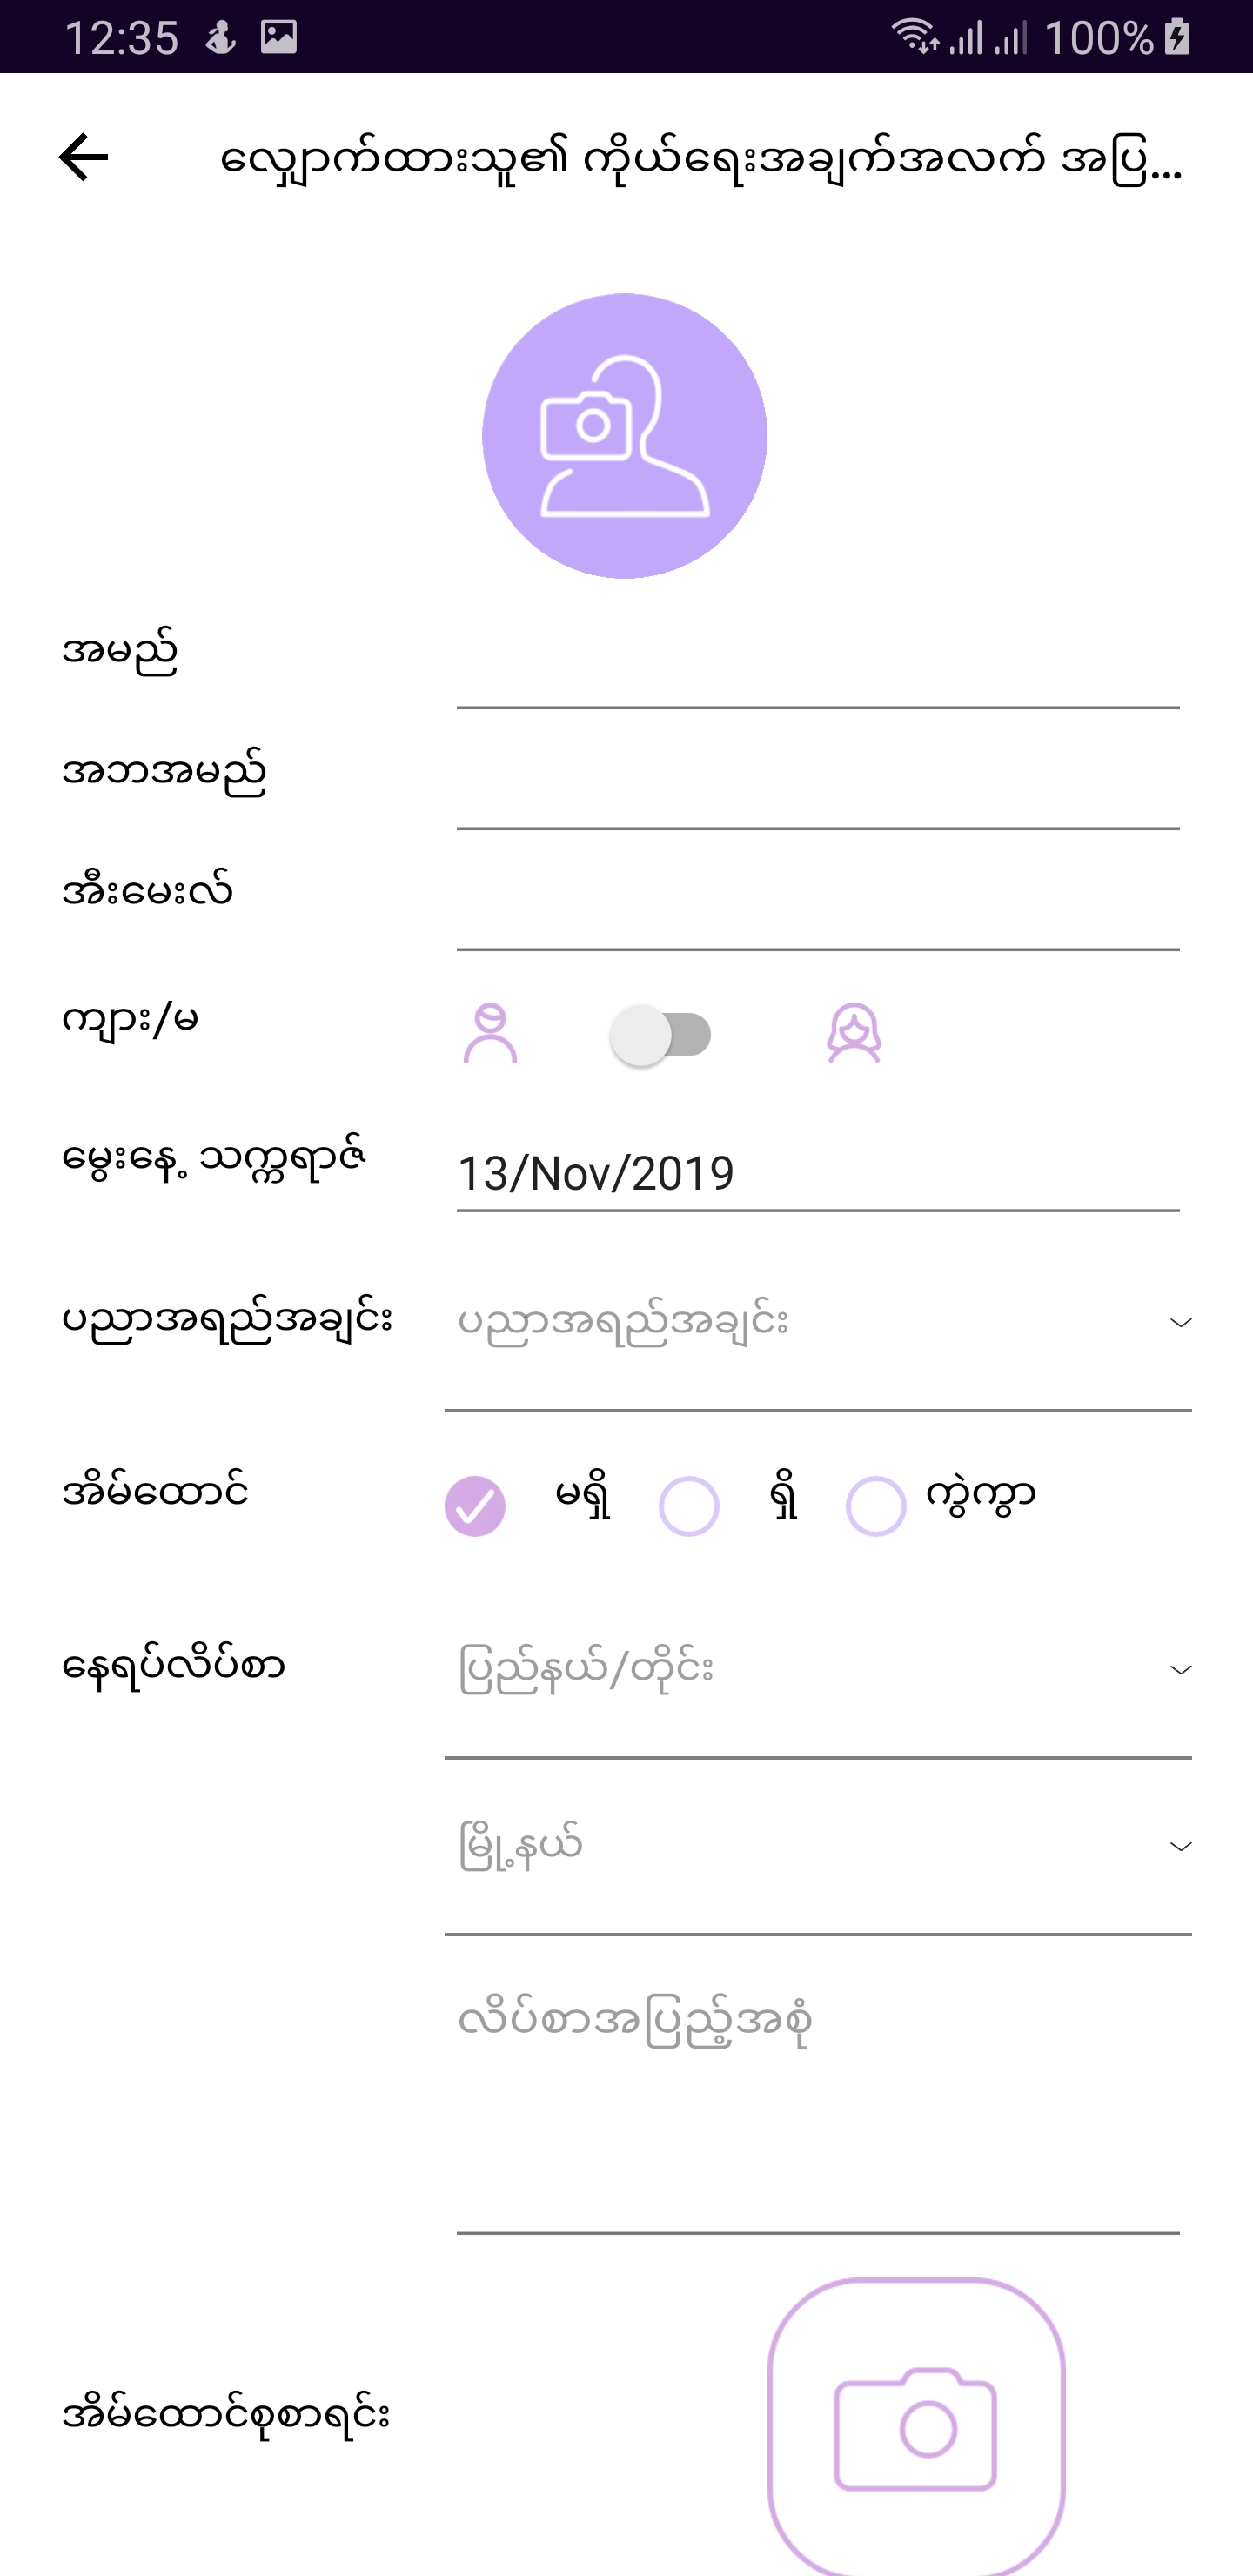 12:35
100%
လျှောက်ထားသူ၏ ကိုယ်ရေးအချက်အလက် အပြ...
အမည်
အဘအမည်
အီးမေးလ်
ကျား/မ
မွေးနေ့ သက္ကရာဇ်
13/Nov/2019
ပညာအရည်အချင်း ပညာအရည်အချင်း
အိမ်ထောင် မရှိ ရှိ ကွဲကွာ
နေရပ်လိပ်စာ ပြည်နယ်/တိုင်း
မြို့နယ်
လိပ်စာအပြည့်အစုံ
အိမ်ထောင်စုစာရင်း